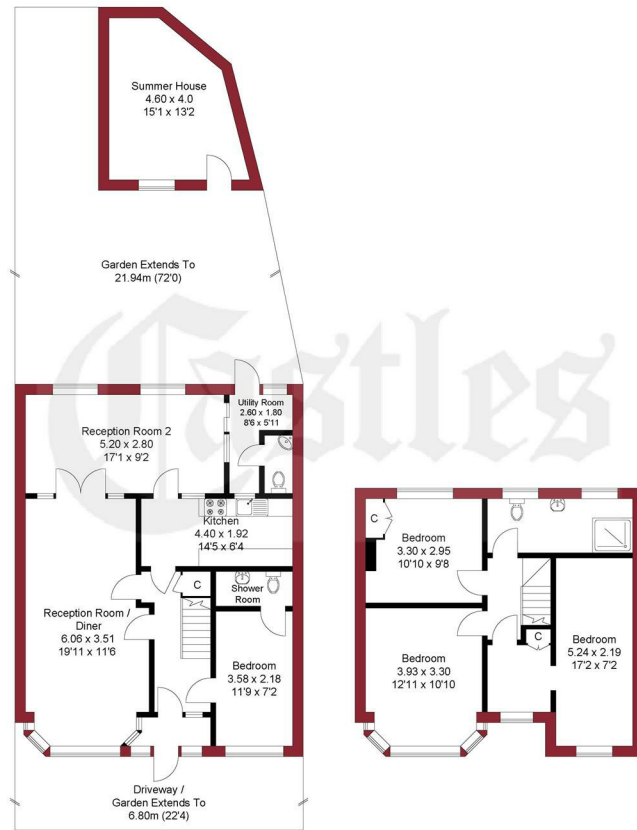 Summer House
4.60 x 4.0
15'1 x 13'2
Garden Extends To
21.94m (72'0)
Castles
Utility Room
2.60 x 1.80
8'6 x 5'11
Reception Room 2
5.20 x 2.80
17'1 x 9'2
Kitchen
4.40 x 1.92
14'5 x 6'4
C
Shower
Room
Reception Room /
Diner
6.06 x 3.51
19'11 x 11'6
Bedroom
3.58 x 2.18
11'9 x 7'2
Driveway /
Garden Extends To
6.80m (22'4)
C
Bedroom
3.30 x 2.95
10'10 x 9'8
C
Bedroom
5.24 x 2.19
17'2 x 7'2
Bedroom
3.93 x 3.30
12'11 x 10'10